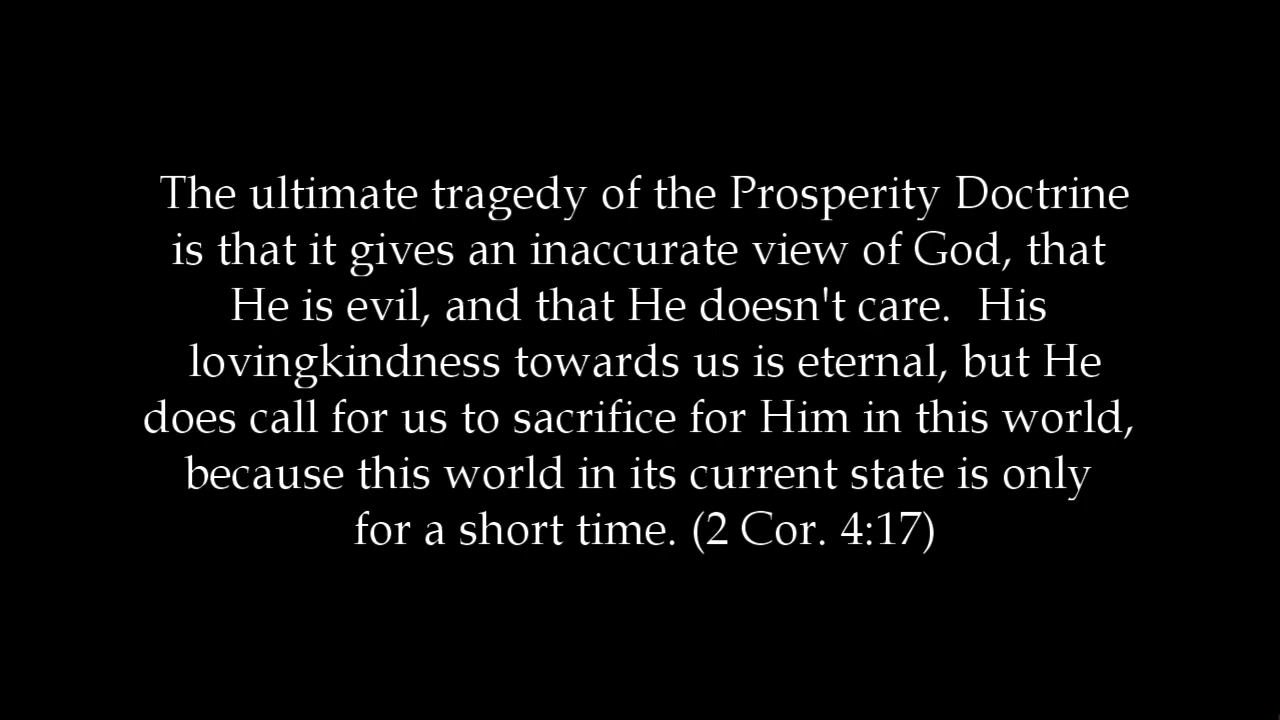 The ultimate tragedy of the Prosperity Doctrine
is that it gives an inaccurate view of God, that
He is evil, and that He doesn't care.  His
lovingkindness towards us is eternal, but He
does call for us to sacrifice for Him in this world,
because this world in its current state is only
for a short time. (2 Cor. 4:17)